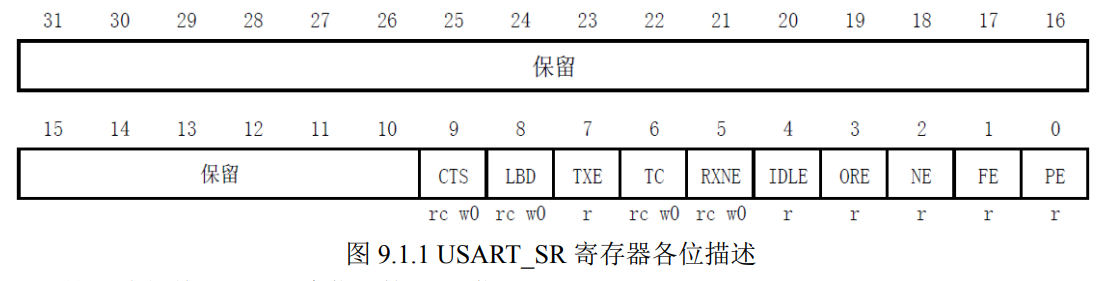 31 30 29 28 27 26 25 24 23 22 21 20 19 18 17 16
保留
15 14 13 12 11 10 9 8 7 6 5 4 3 2 1 0
保留 CTS LBD TXE TC RXNE IDLE ORE NE FE PE
rc w0 rc w0 r rc w0 rc w0 r r r r r
图 9.1.1 USART_SR 寄存器各位描述